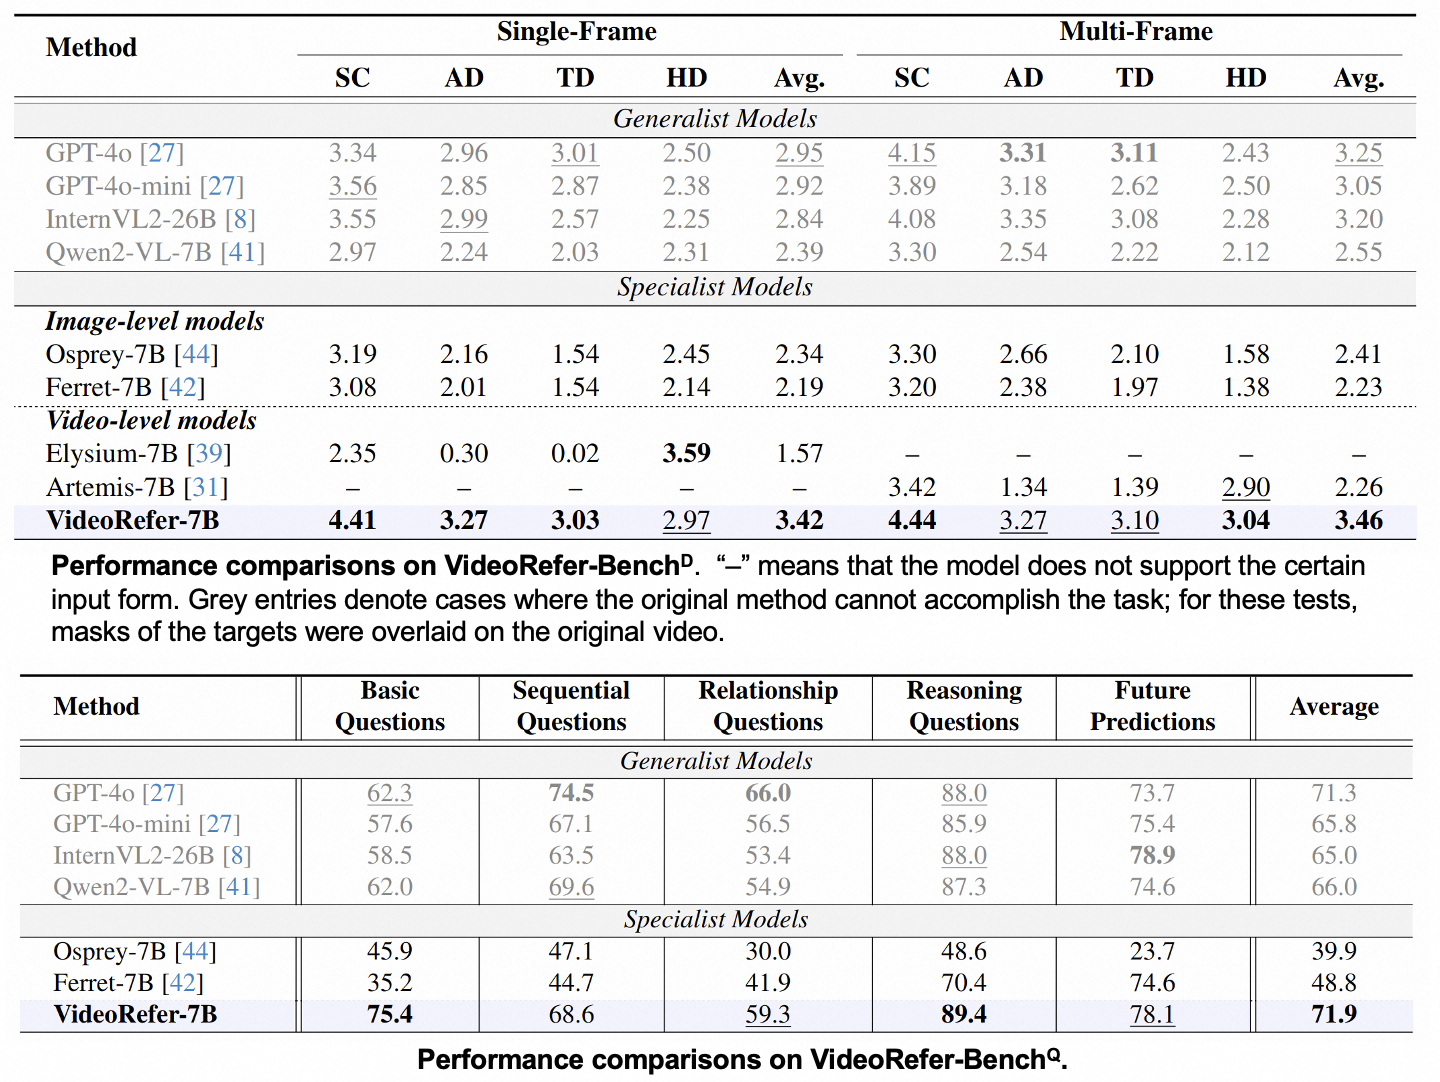 Method Single-Frame Multi-Frame
SC AD TD HD Avg. SC AD TD HD Avg.
Generalist Models
GPT-4o [27] 3.34 2.96 3.01 2.50 2.95 4.15 3.31 3.11 2.43 3.25
GPT-4o-mini [27] 3.56 2.85 2.87 2.38 2.92 3.89 3.18 2.62 2.50 3.05
InternVL2-26B [8] 3.55 2.99 2.57 2.25 2.84 4.08 3.35 3.08 2.28 3.20
Qwen2-VL-7B [41] 2.97 2.24 2.03 2.31 2.39 3.30 2.54 2.22 2.12 2.55
Specialist Models
Image-level models
Osprey-7B [44] 3.19 2.16 1.54 2.45 2.34 3.30 2.66 2.10 1.58 2.41
Ferret-7B [42] 3.08 2.01 1.54 2.14 2.19 3.20 2.38 1.97 1.38 2.23
Video-level models
Elysium-7B [39] 2.35 0.30 0.02 3.59 1.57 – – – – –
Artemis-7B [31] – – – – – 3.42 1.34 1.39 2.90 2.26
VideoRefer-7B 4.41 3.27 3.03 2.97 3.42 4.44 3.27 3.10 3.04 3.46
Performance comparisons on VideoRefer-Benchᴰ. “–” means that the model does not support the certain
input form. Grey entries denote cases where the original method cannot accomplish the task; for these tests,
masks of the targets were overlaid on the original video.
Method Basic Questions Sequential Questions Relationship Questions Reasoning Questions Future Predictions Average
Generalist Models
GPT-4o [27] 62.3 74.5 66.0 88.0 73.7 71.3
GPT-4o-mini [27] 57.6 67.1 56.5 85.9 75.4 65.8
InternVL2-26B [8] 58.5 63.5 53.4 88.0 78.9 65.0
Qwen2-VL-7B [41] 62.0 69.6 54.9 87.3 74.6 66.0
Specialist Models
Osprey-7B [44] 45.9 47.1 30.0 48.6 23.7 39.9
Ferret-7B [42] 35.2 44.7 41.9 70.4 74.6 48.8
VideoRefer-7B 75.4 68.6 59.3 89.4 78.1 71.9
Performance comparisons on VideoRefer-BenchQ.